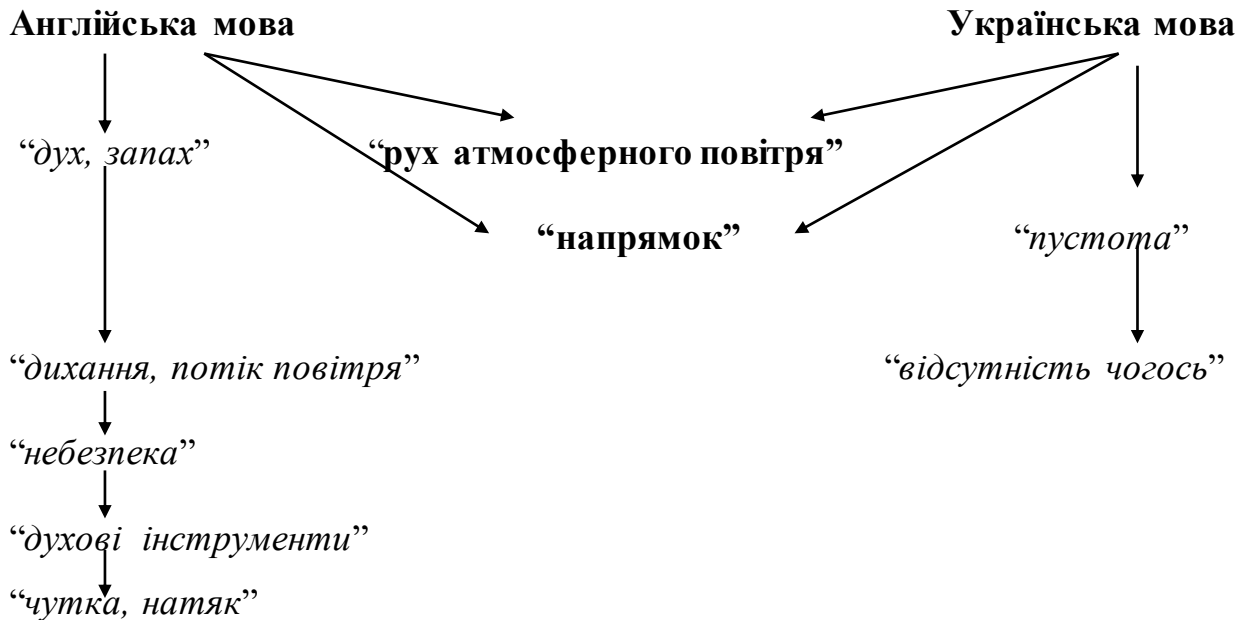 Англійська мова Українська мова
“дух, запах” “рух атмосферного повітря”
“напрямок” “пустота”
“дихання, потік повітря” “відсутність чогось”
“небезпека”
“духові інструменти”
“чутка, натяк”